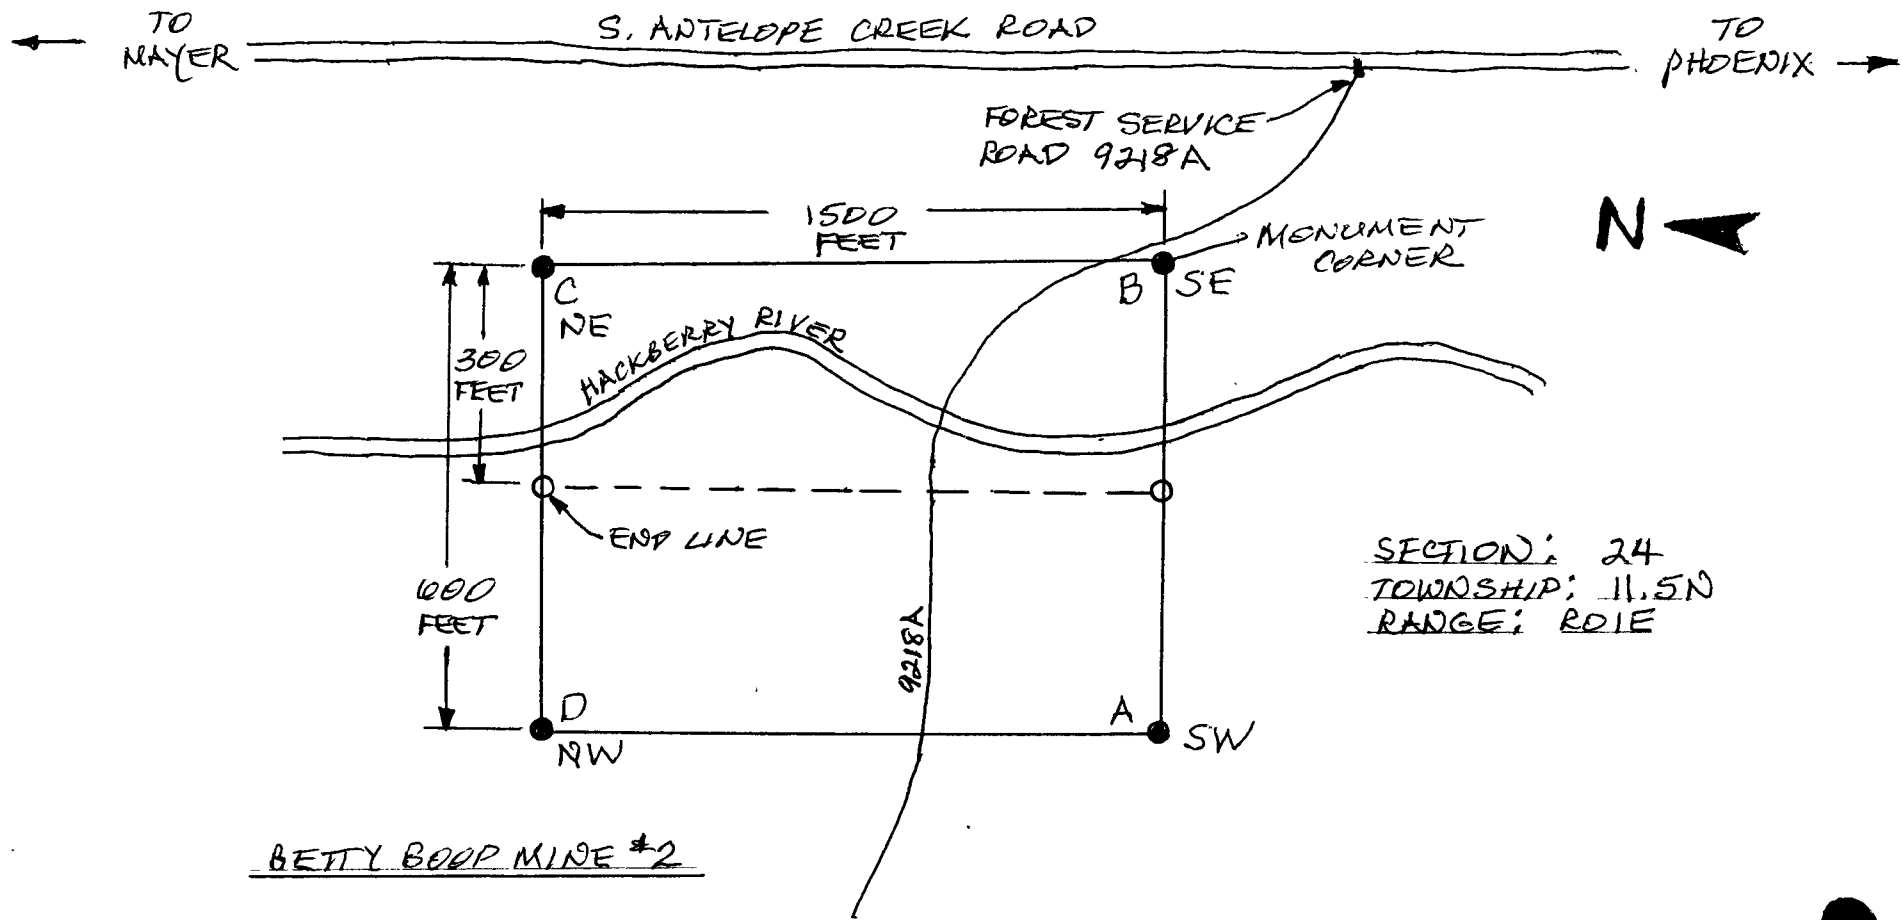 TO
MAYER
S. ANTELOPE CREEK ROAD
TO
PHOENIX
FOREST SERVICE
ROAD 9218A
1500
FEET
N
MONUMENT
CORNER
C
NE
B SE
HACKBERRY RIVER
300
FEET
END LINE
SECTION: 24
TOWNSHIP: 11.5N
RANGE: R01E
600
FEET
9218A
D
NW
A SW
BETTY BOOP MINE #2